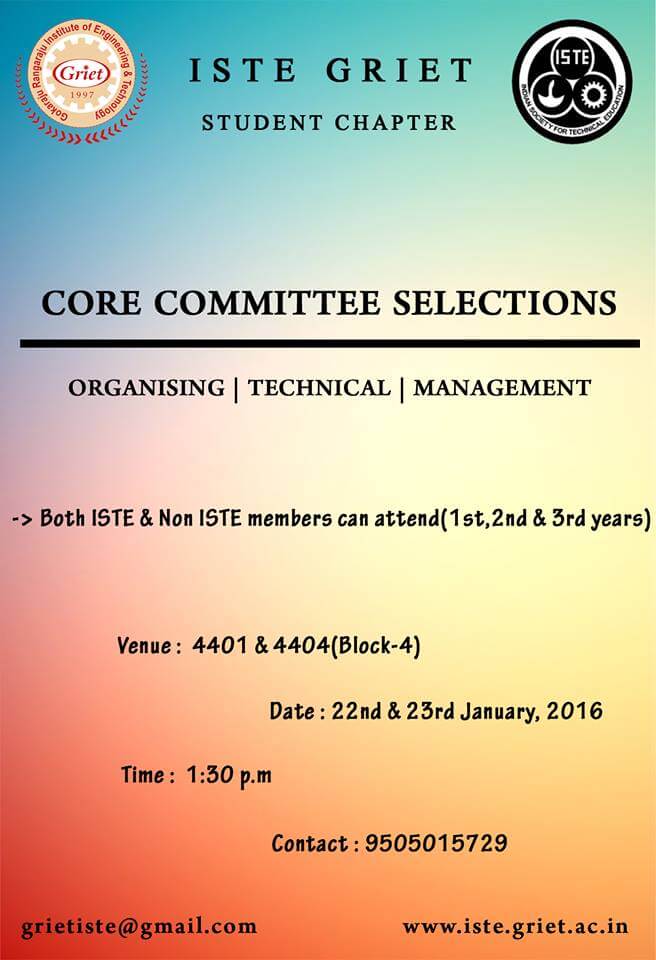 Gokaraju Rangaraju Institute of Engineering & Technology
Griet
1997
ISTE GRIET
STUDENT CHAPTER
ISTE
INDIAN SOCIETY FOR TECHNICAL EDUCATION
CORE COMMITTEE SELECTIONS
ORGANISING | TECHNICAL | MANAGEMENT
-> Both ISTE & Non ISTE members can attend(1st,2nd & 3rd years)
Venue : 4401 & 4404(Block-4)
Date : 22nd & 23rd January, 2016
Time : 1:30 p.m
Contact : 9505015729
grietiste@gmail.com
www.iste.griet.ac.in